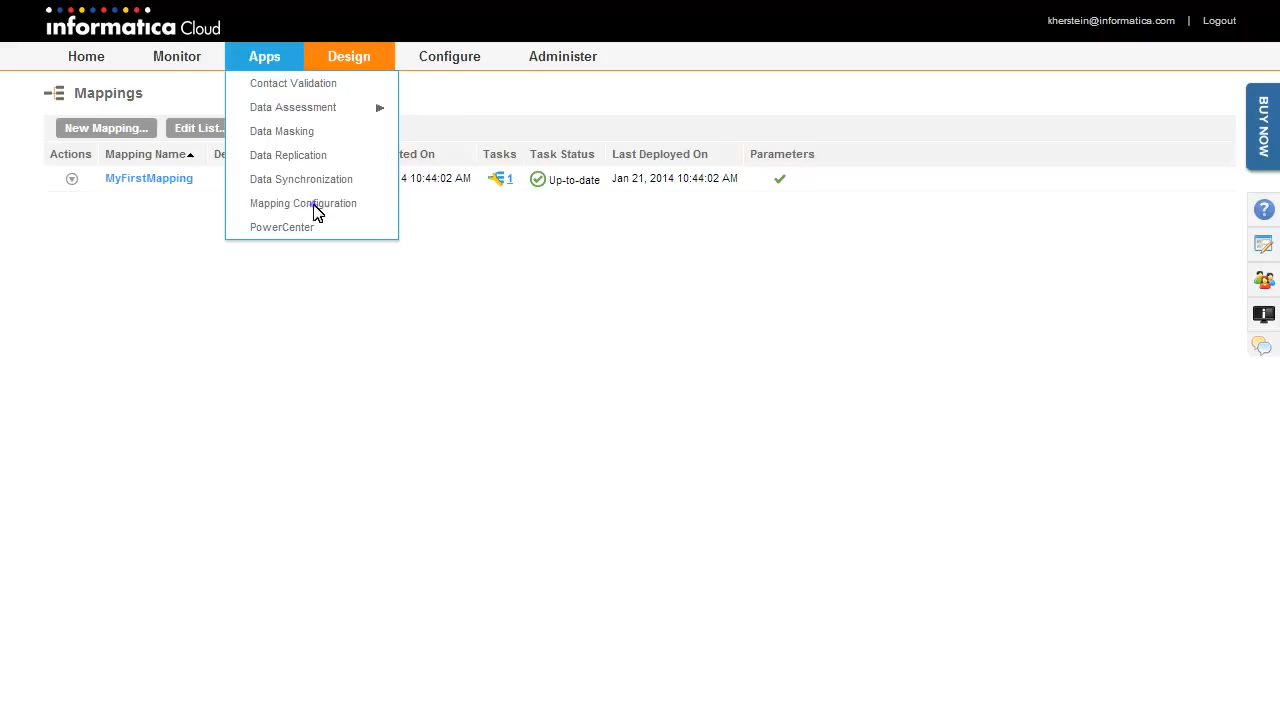 informatica Cloud
kherstein@informatica.com | Logout
Home Monitor Apps Design Configure Administer
Contact Validation
Data Assessment
Data Masking
Data Replication
Data Synchronization
Mapping Configuration
PowerCenter
Mappings
New Mapping... Edit List..
Actions Mapping Name ted On Tasks Task Status Last Deployed On Parameters
MyFirstMapping 4 10:44:02 AM 1 Up-to-date Jan 21, 2014 10:44:02 AM
BUY NOW